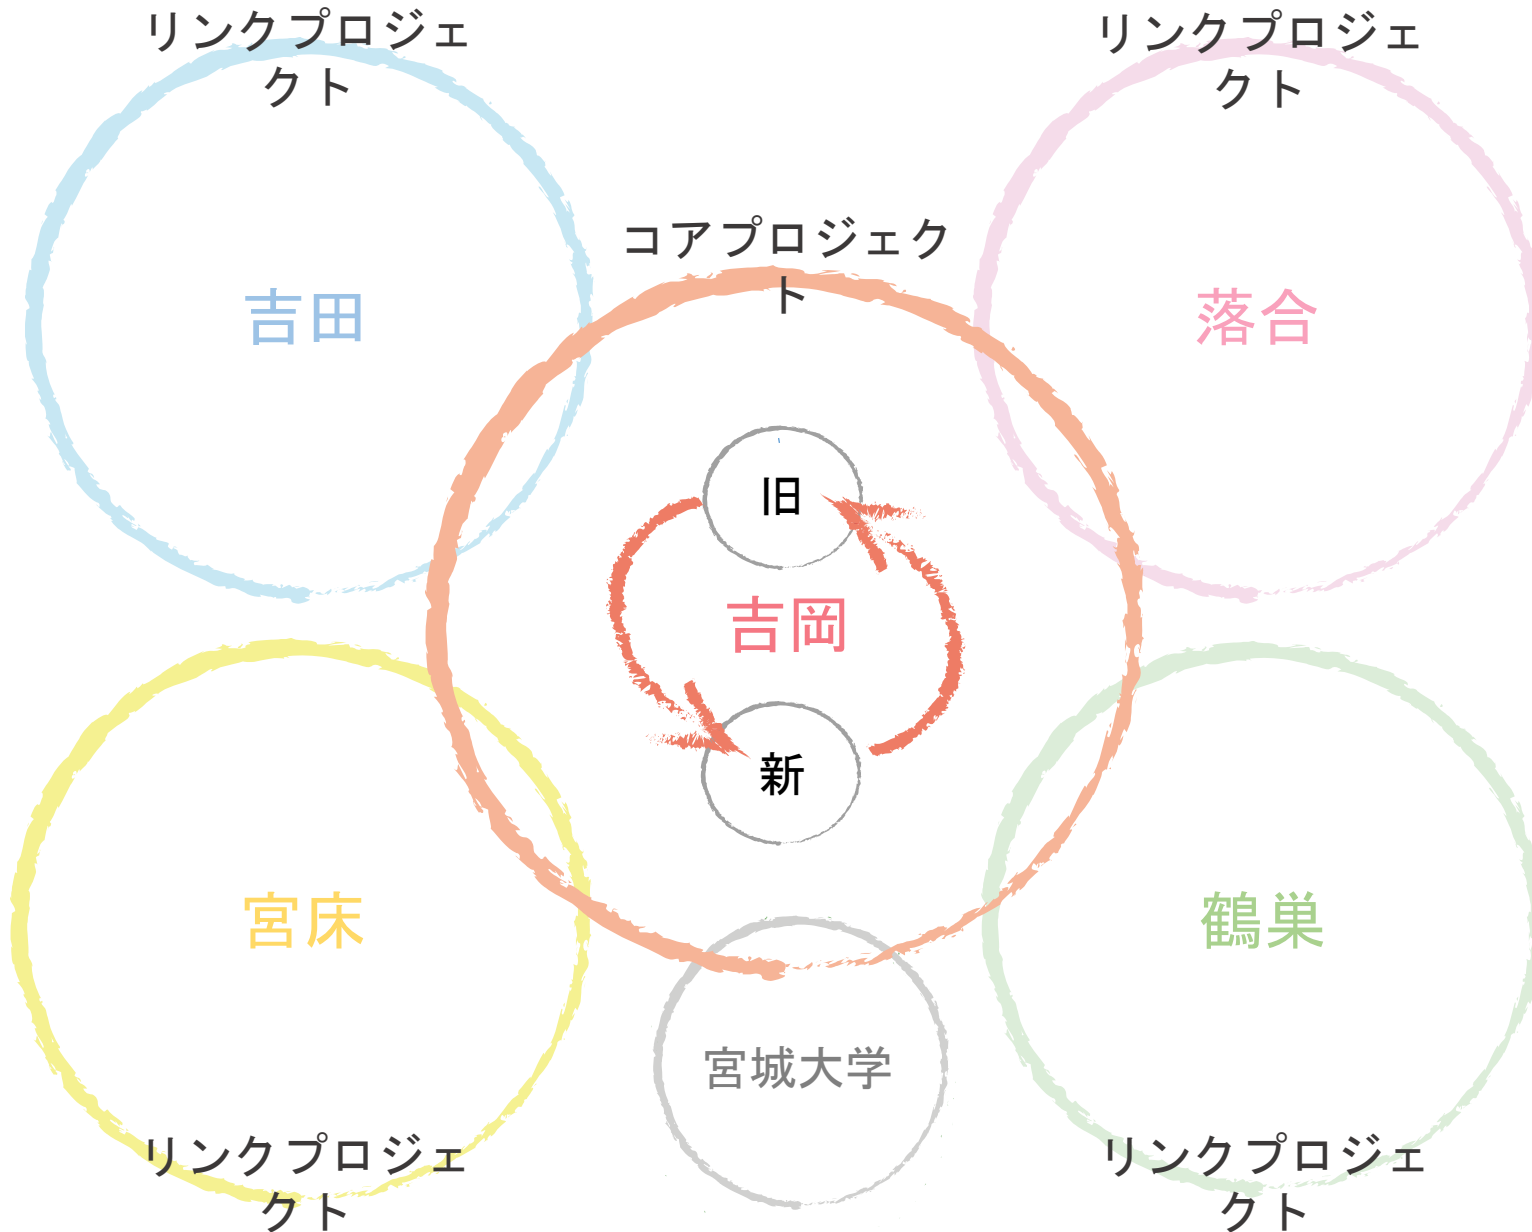 リンクプロジェ
クト
リンクプロジェ
クト
コアプロジェク
ト
吉田
落合
旧
吉岡
新
宮床
鶴巣
宮城大学
リンクプロジェ
クト
リンクプロジェ
クト